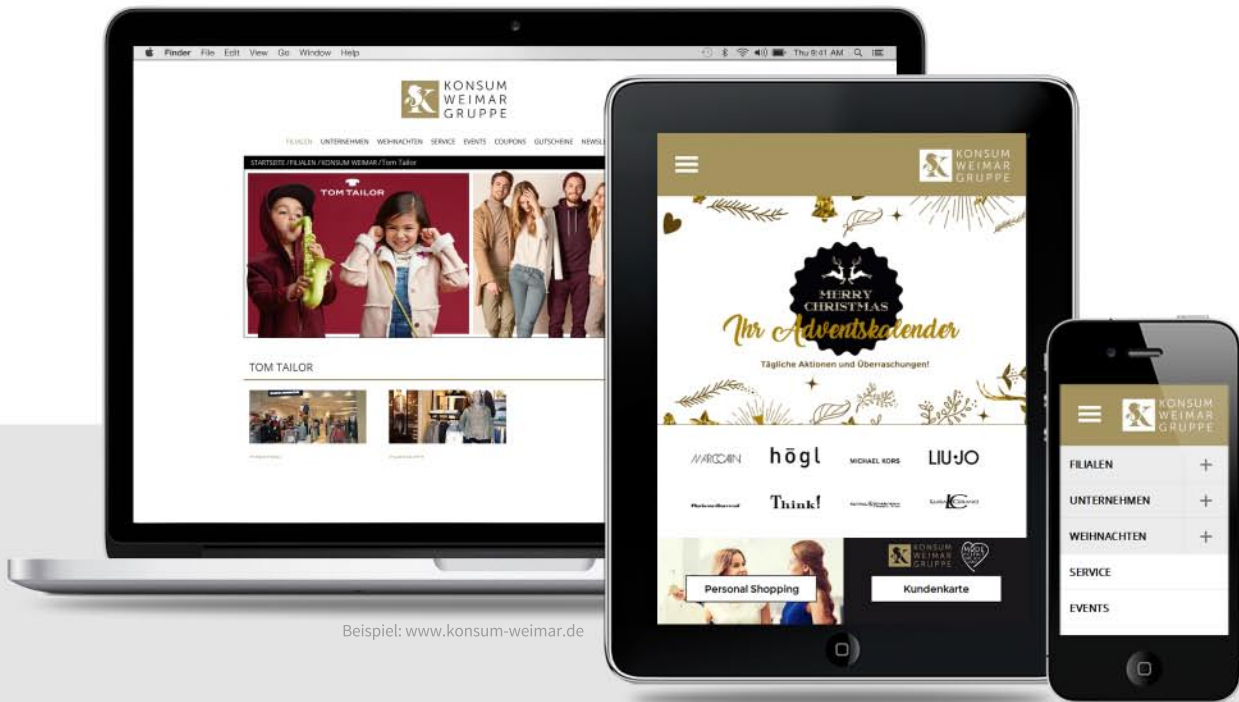 Finder File Edit View Go Window Help
Thu 9:41 AM
KONSUM
WEIMAR
GRUPPE
FILIALEN UNTERNEHMEN WEIHNACHTEN SERVICE EVENTS COUPONS GUTSCHEINE NEWSL
STARTSEITE / FILIALEN / KONSUM WEIMAR / Tom Tailor
TOM TAILOR
TOM TAILOR
KONSUM
WEIMAR
GRUPPE
MERRY
CHRISTMAS
Ihr Adventskalender
Tägliche Aktionen und Überraschungen!
MARCCAIN hōgl MICHAEL KORS LIU·JO
Think!
KONSUM
WEIMAR
GRUPPE
Personal Shopping
Kundenkarte
KONSUM
WEIMAR
GRUPPE
FILIALEN +
UNTERNEHMEN +
WEIHNACHTEN +
SERVICE
EVENTS
Beispiel: www.konsum-weimar.de